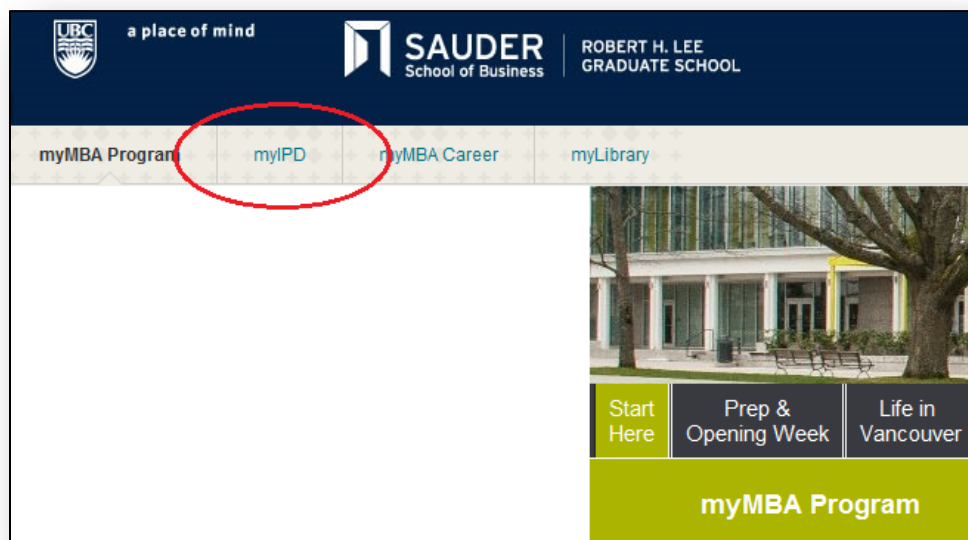 UBC
a place of mind
SAUDER
School of Business
ROBERT H. LEE
GRADUATE SCHOOL
myMBA Program myIPD myMBA Career myLibrary
Start
Here
Prep &
Opening Week
Life in
Vancouver
myMBA Program